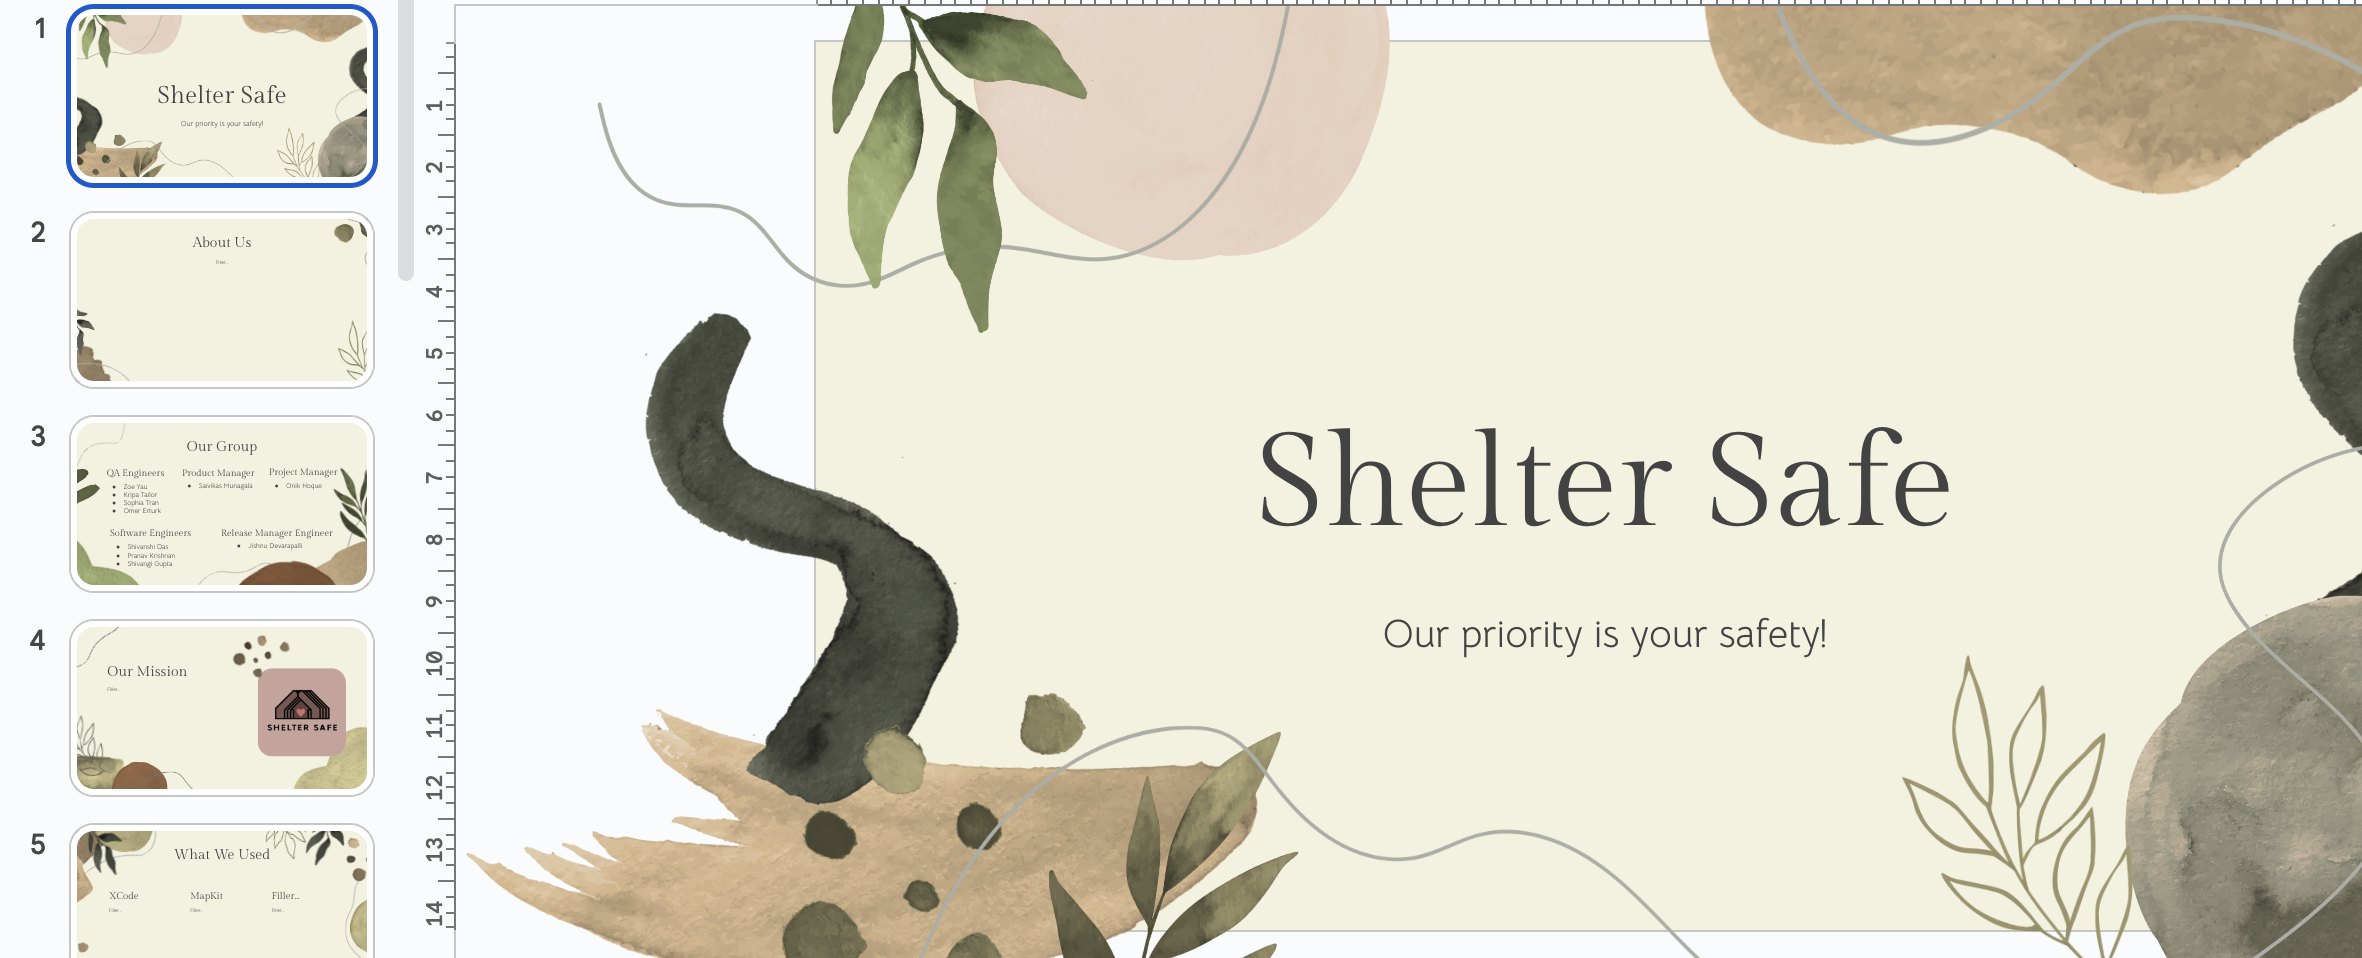 1
Shelter Safe
Our priority is your safety!
2
About Us
Filler..
3
Our Group
QA Engineers
Zoe Yau
Kripa Tailor
Sophia Tran
Omer Erturk
Product Manager
Saivikas Munagala
Project Manager
Onik Hoque
Software Engineers
Shivanshi Das
Pranav Krishnan
Shivangi Gupta
Release Manager Engineer
Jishnu Devarapalli
4
Our Mission
Filler..
SHELTER SAFE
5
What We Used
XCode
Filler..
MapKit
Filler..
Filler...
Filler..
1
2
3
4
5
6
7
8
9
10
11
12
13
14
Shelter Safe
Our priority is your safety!